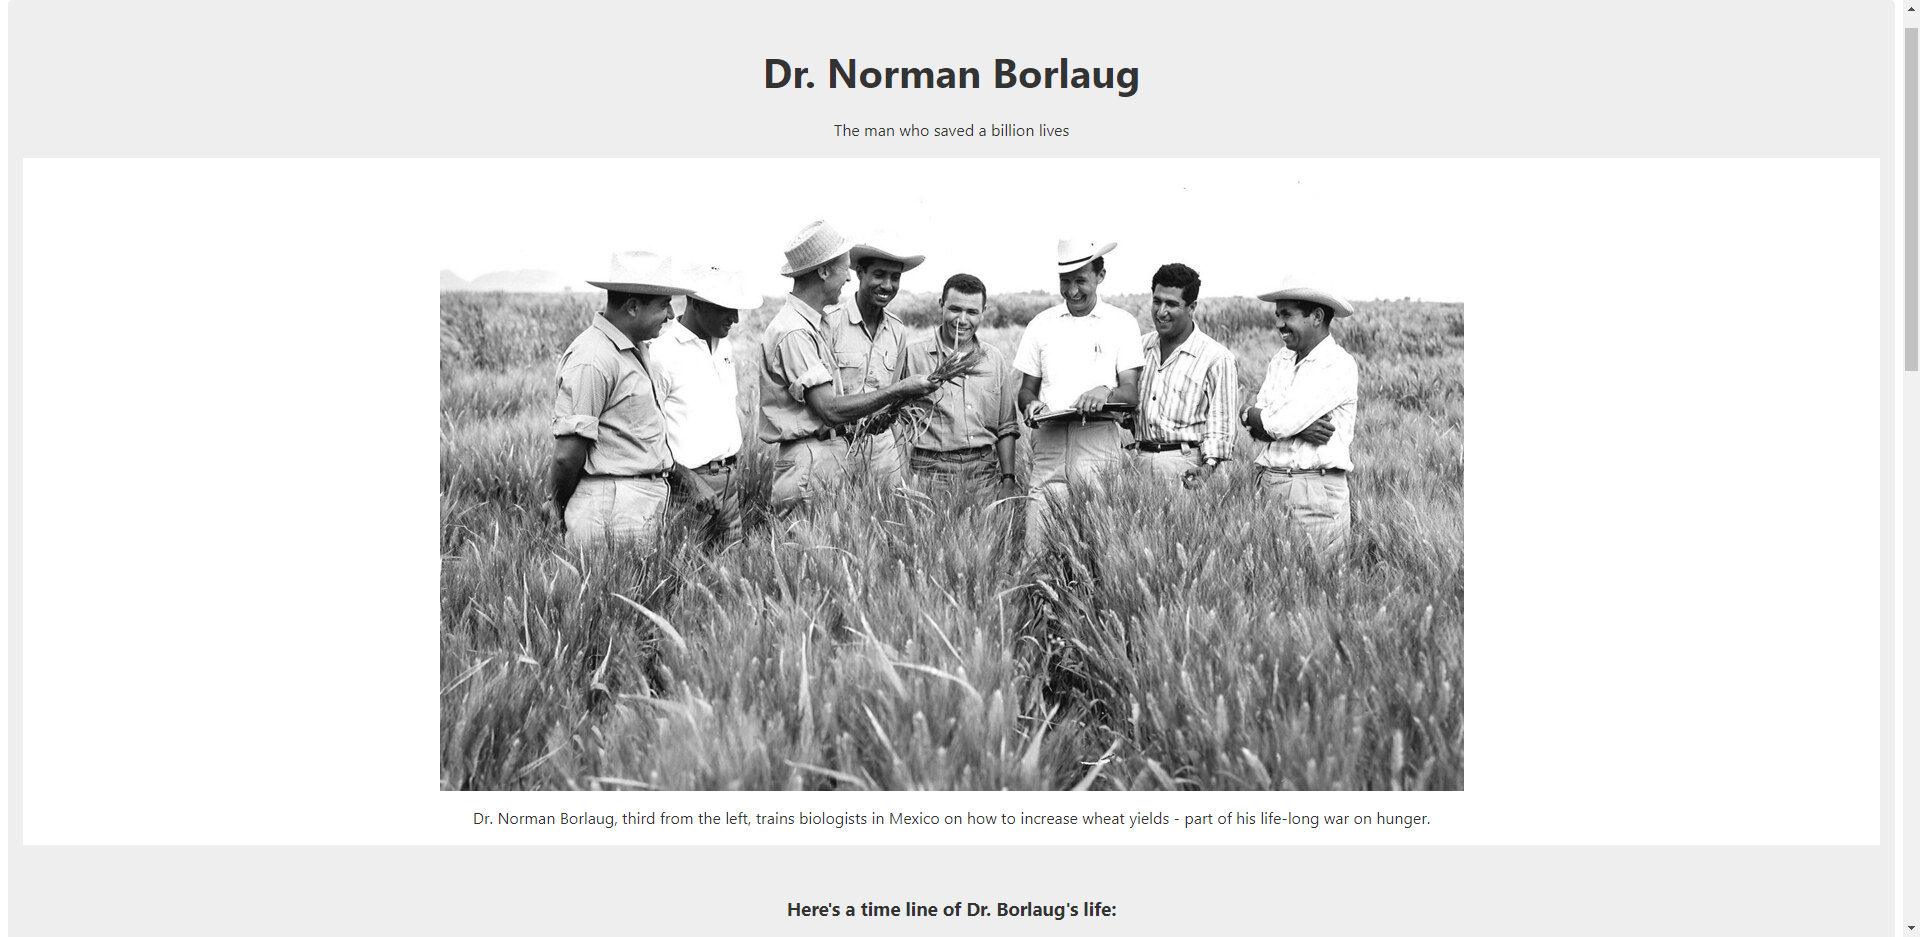 Dr. Norman Borlaug
The man who saved a billion lives
Dr. Norman Borlaug, third from the left, trains biologists in Mexico on how to increase wheat yields - part of his life-long war on hunger.
Here's a time line of Dr. Borlaug's life: